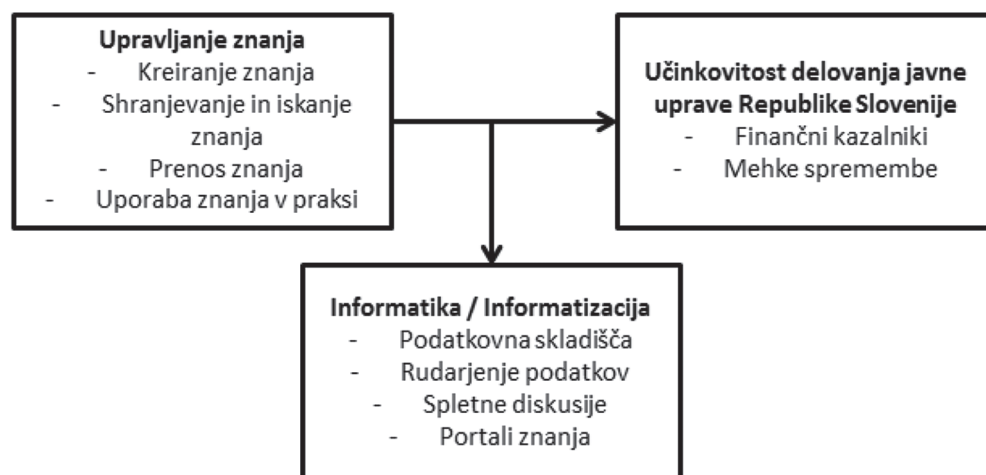 Upravljanje znanja
- Kreiranje znanja
- Shranjevanje in iskanje
znanja
- Prenos znanja
- Uporaba znanja v praksi
Učinkovitost delovanja javne
uprave Republike Slovenije
- Finančni kazalniki
- Mehke spremembe
Informatika / Informatizacija
- Podatkovna skladišča
- Rudarjenje podatkov
- Spletne diskusije
- Portali znanja